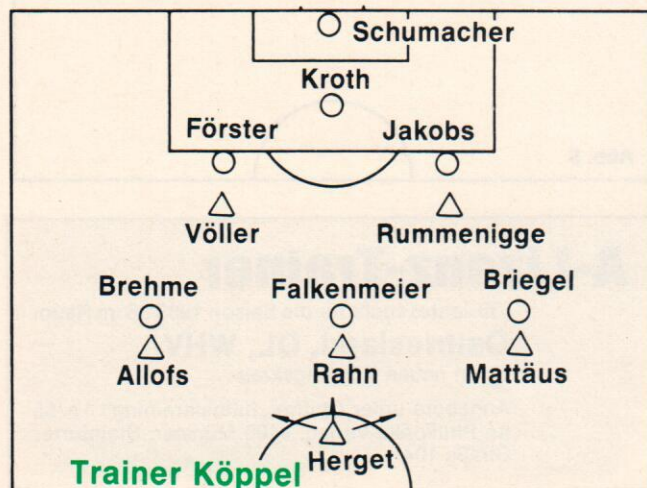 Schumacher
Kroth
Förster Jakobs
Völler Rummenigge
Brehme Falkenmeier Briegel
Allofs Rahn Mattäus
Herget
Trainer Köppel